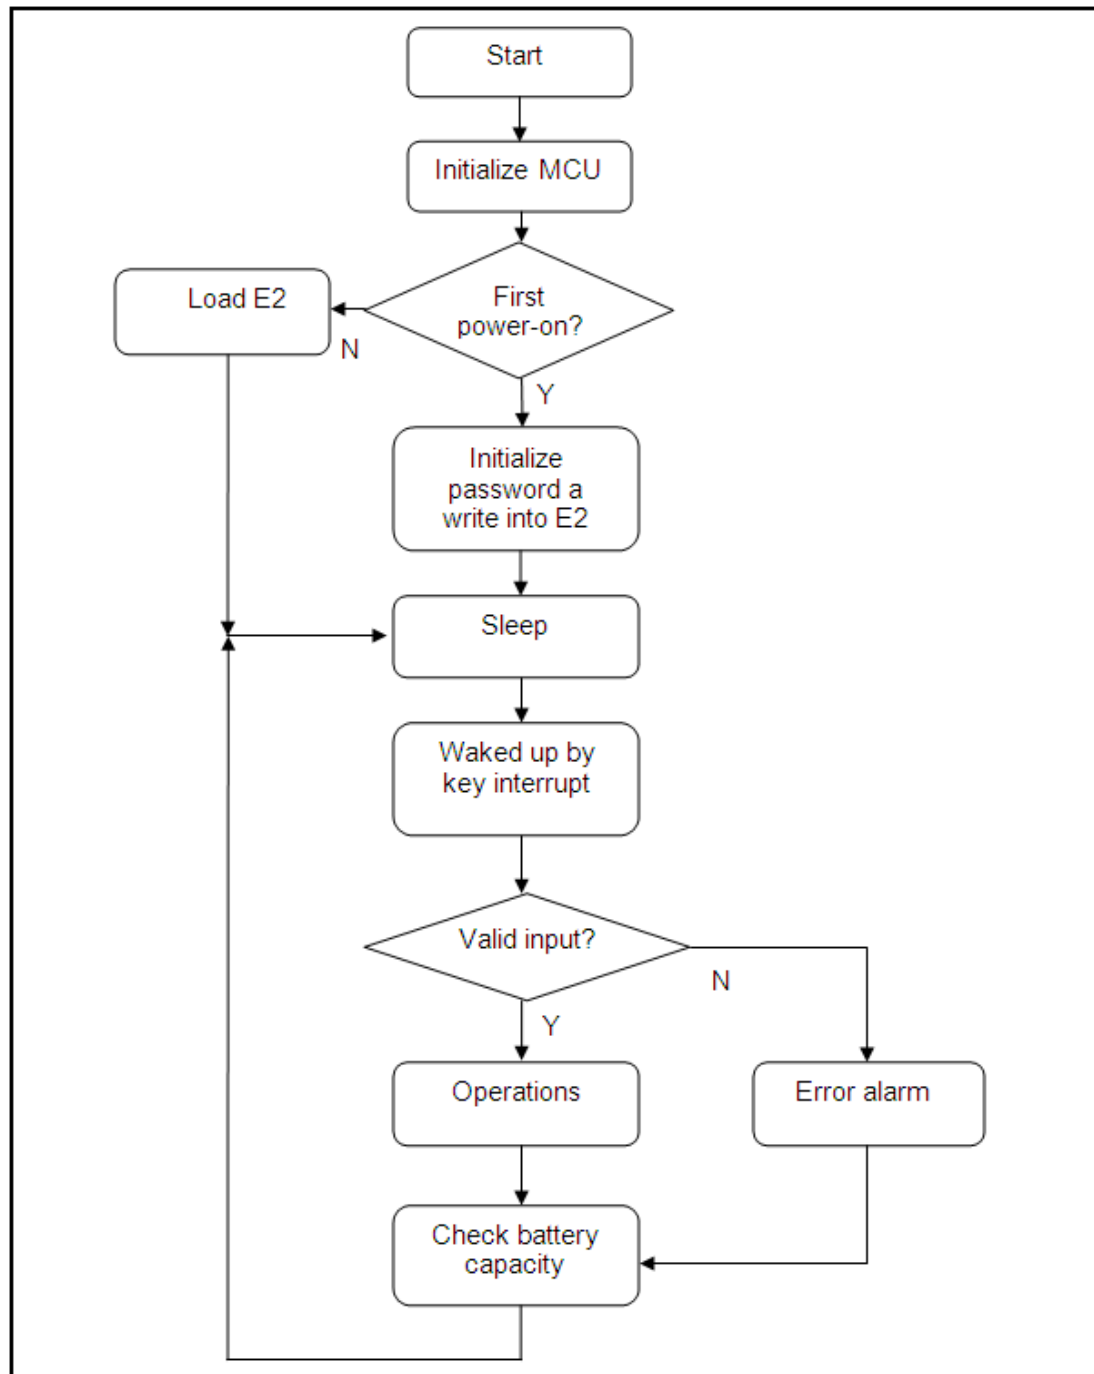 Start
Initialize MCU
Load E2
First
power-on?
N
Y
Initialize
password a
write into E2
Sleep
Waked up by
key interrupt
Valid input?
N
Y
Operations
Error alarm
Check battery
capacity